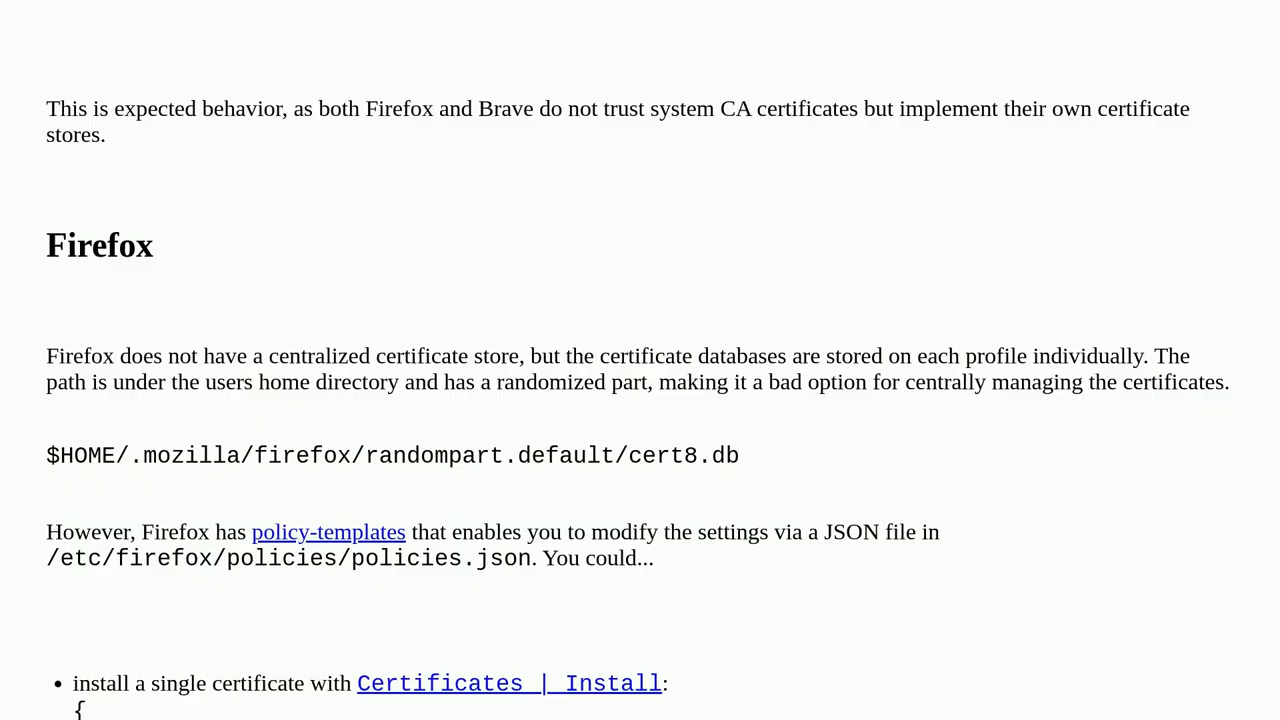 This is expected behavior, as both Firefox and Brave do not trust system CA certificates but implement their own certificate
stores.
Firefox
Firefox does not have a centralized certificate store, but the certificate databases are stored on each profile individually. The
path is under the users home directory and has a randomized part, making it a bad option for centrally managing the certificates.
$HOME/.mozilla/firefox/randompart.default/cert8.db
However, Firefox has policy-templates that enables you to modify the settings via a JSON file in
/etc/firefox/policies/policies.json. You could...
• install a single certificate with Certificates | Install:
{